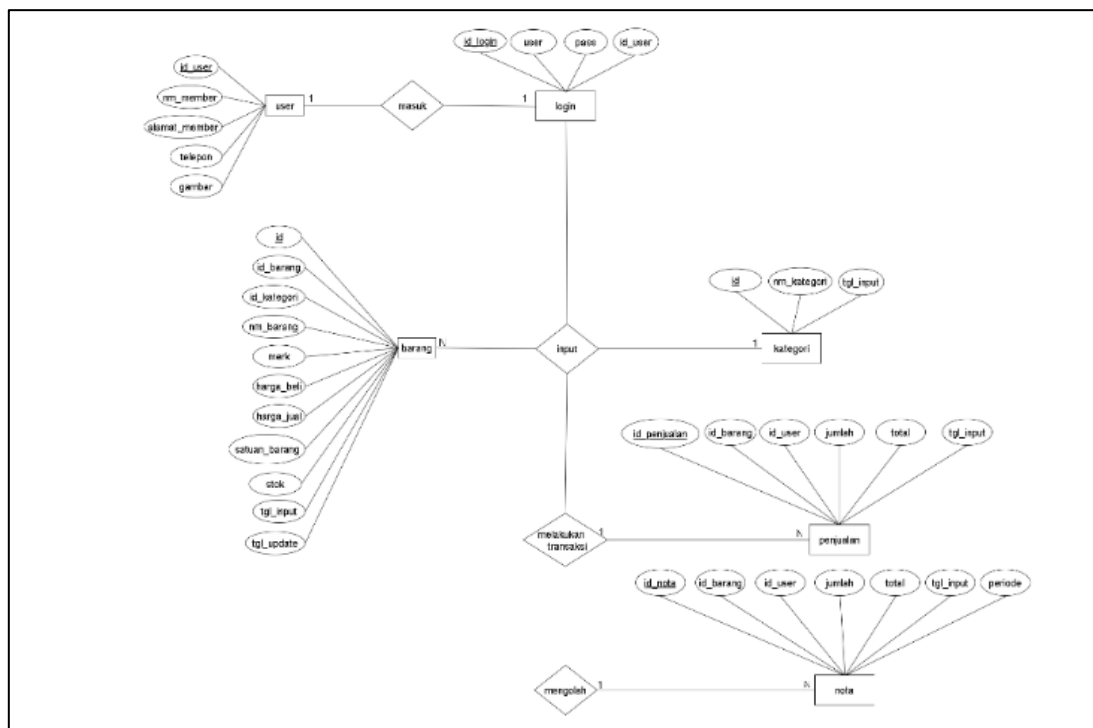 id_login
user
pass
id_user
id_user
nm_member
alamat_member
telepon
gambar
user
1
masuk
1
login
id
id_barang
id_kategori
nm_barang
merk
harga_beli
harga_jual
satuan_barang
stok
tgl_input
tgl_update
barang
N
input
1
kategori
id
nm_kategori
tgl_input
id_penjualan
id_barang
id_user
jumlah
total
tgl_input
melakukan
transaksi
1
N
penjualan
id_nota
id_barang
id_user
jumlah
total
tgl_input
periode
mengolah
1
N
nota